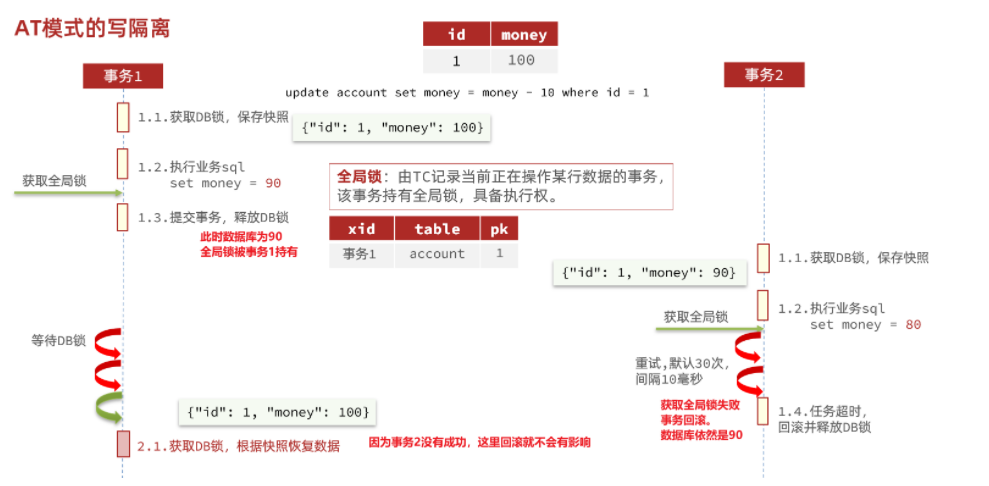 AT模式的写隔离
id money
1 100
update account set money = money - 10 where id = 1
事务1
1.1.获取DB锁，保存快照
{"id": 1, "money": 100}
1.2.执行业务sql
set money = 90
获取全局锁
1.3.提交事务，释放DB锁
此时数据库为90
全局锁被事务1持有
全局锁：由TC记录当前正在操作某行数据的事务，
该事务持有全局锁，具备执行权。
xid table pk
事务1 account 1
事务2
1.1.获取DB锁，保存快照
{"id": 1, "money": 90}
1.2.执行业务sql
set money = 80
获取全局锁
重试,默认30次，
间隔10毫秒
获取全局锁失败
事务回滚。
数据库依然是90
1.4.任务超时，
回滚并释放DB锁
等待DB锁
{"id": 1, "money": 100}
2.1.获取DB锁，根据快照恢复数据
因为事务2没有成功，这里回滚就不会有影响